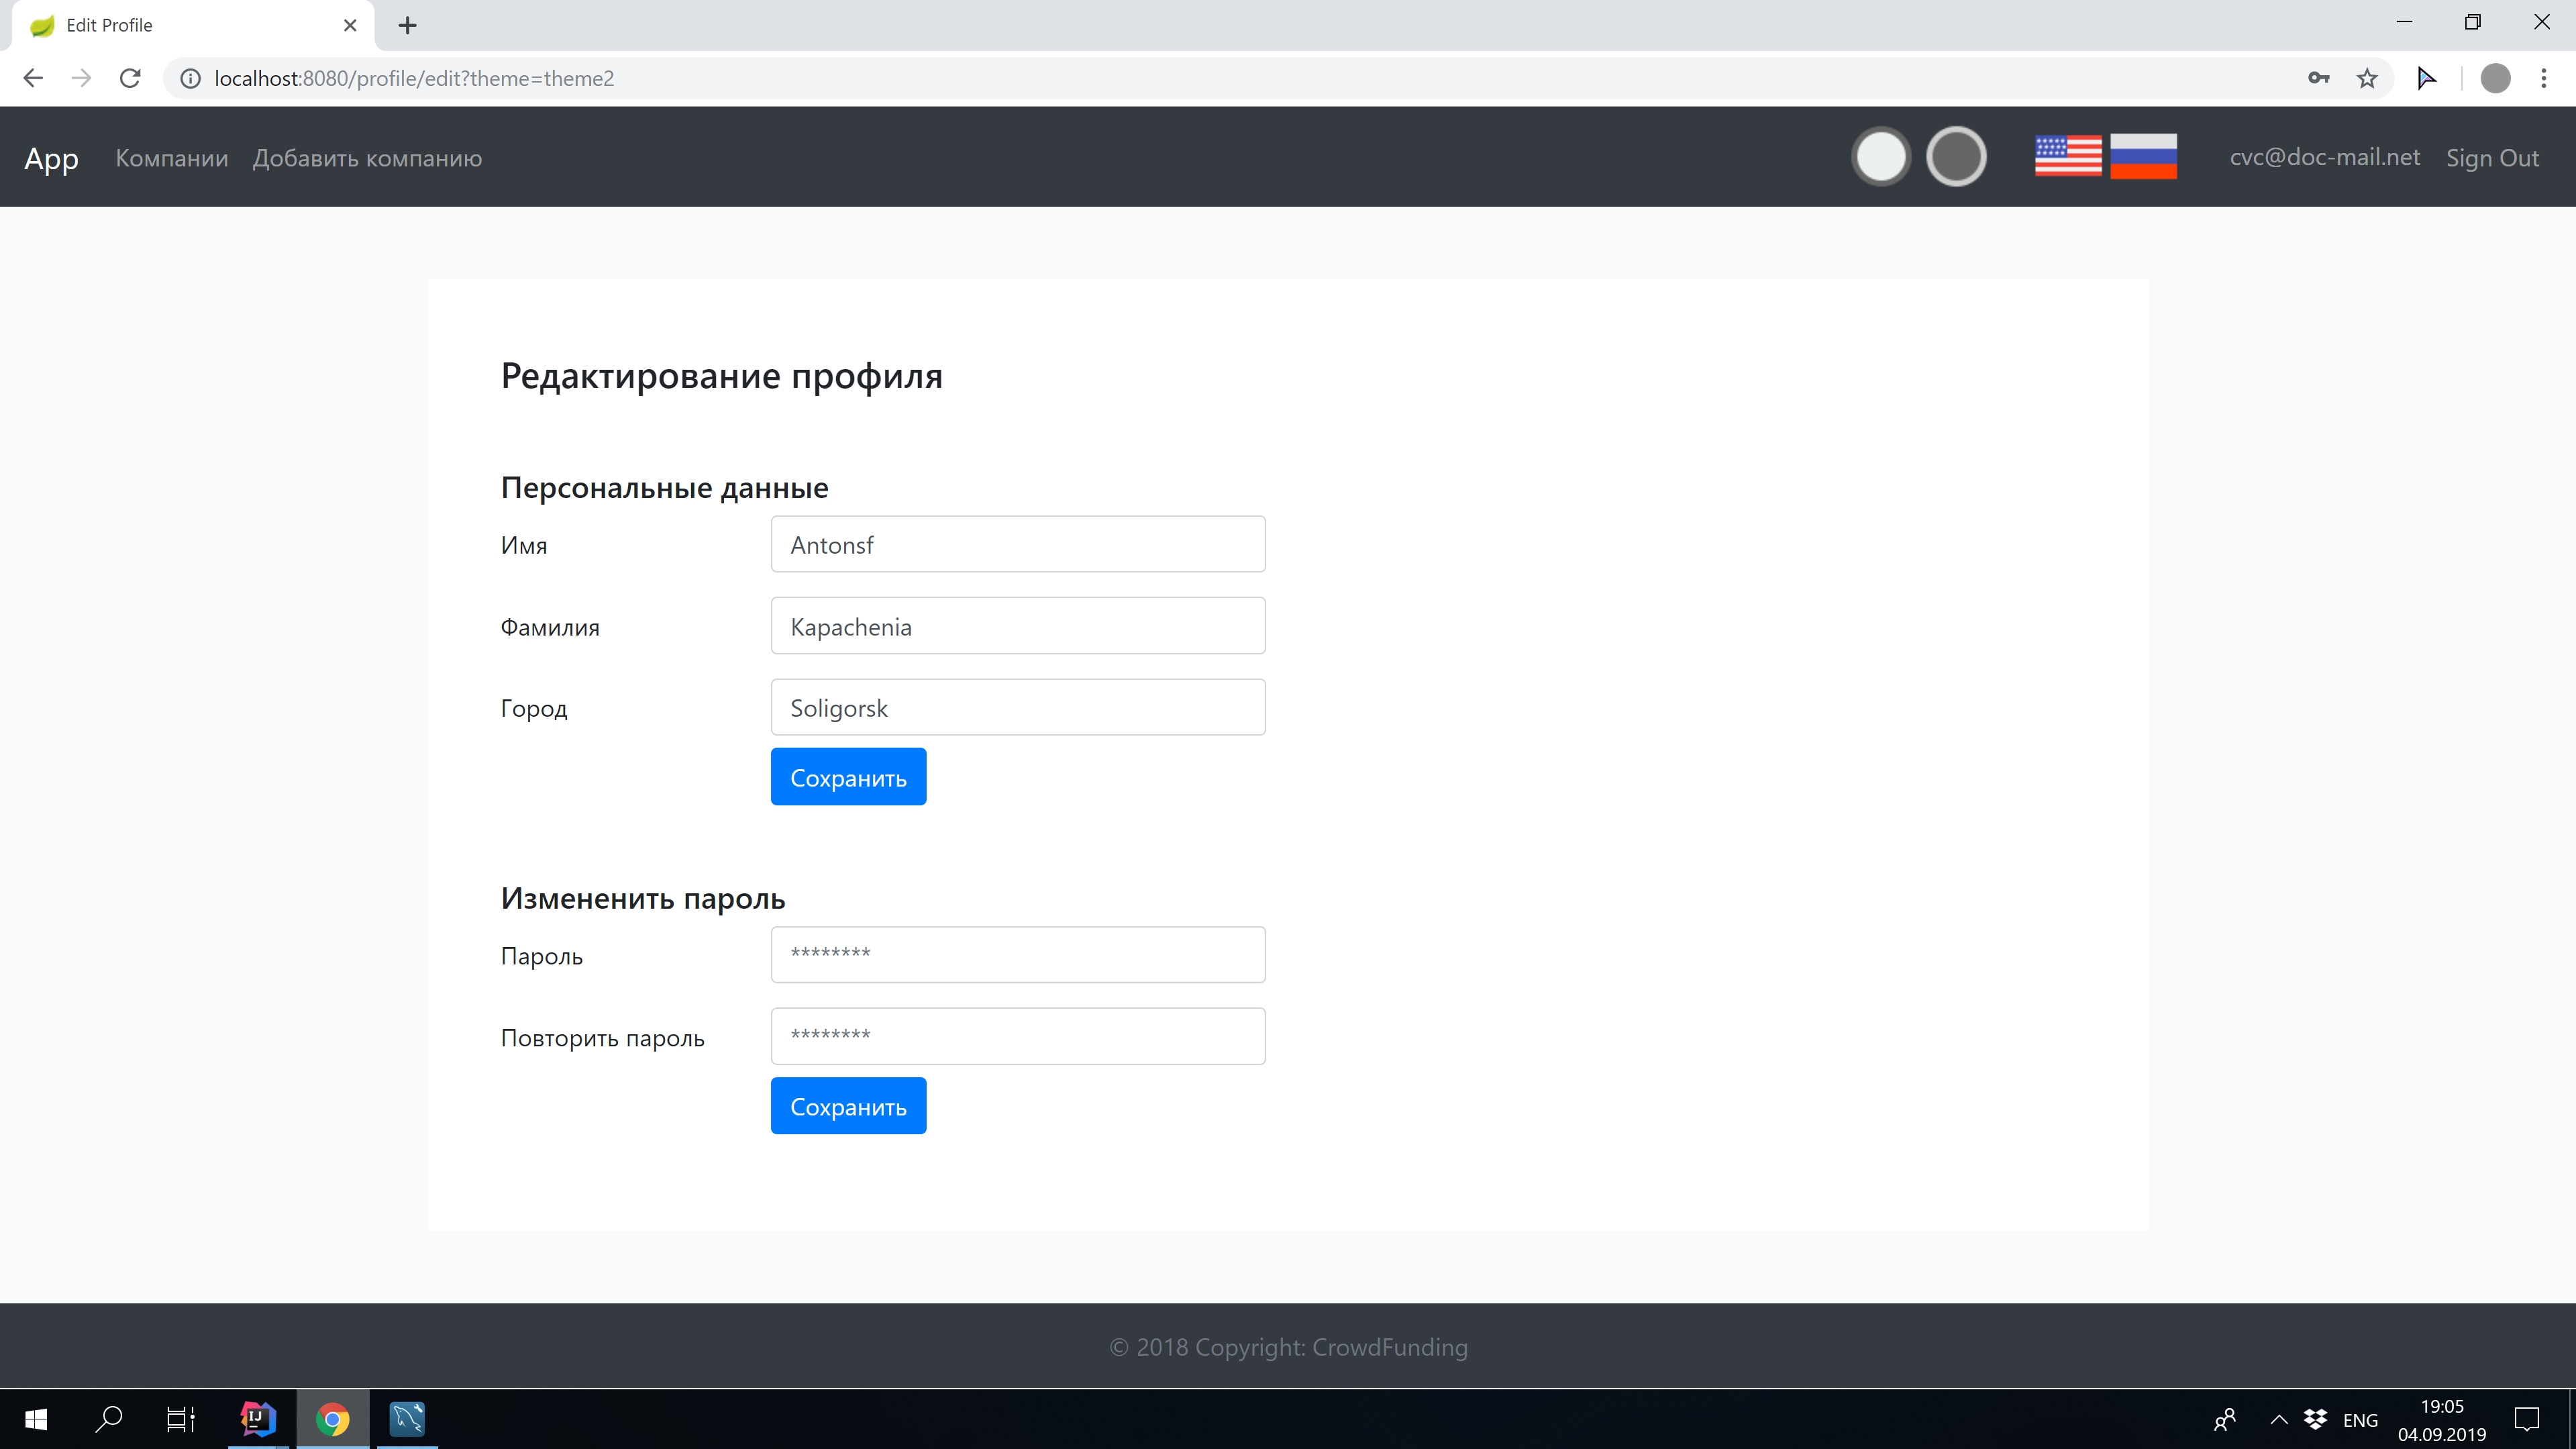 Edit Profile
localhost:8080/profile/edit?theme=theme2
App Компании Добавить компанию cvc@doc-mail.net Sign Out
Редактирование профиля
Персональные данные
Имя Antonsf
Фамилия Kapachenia
Город Soligorsk
Сохранить
Измененить пароль
Пароль ********
Повторить пароль ********
Сохранить
© 2018 Copyright: CrowdFunding
IJ ENG 19:05
04.09.2019